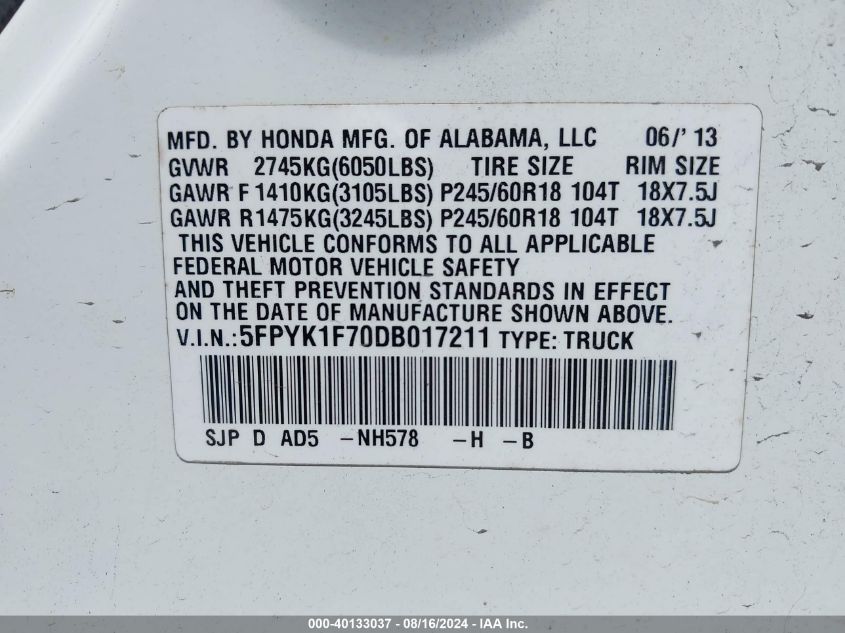 MFD. BY HONDA MFG. OF ALABAMA, LLC 06/' 13
GVWR 2745KG(6050LBS) TIRE SIZE RIM SIZE
GAWR F 1410KG(3105LBS) P245/60R18 104T 18X7.5J
GAWR R1475KG(3245LBS) P245/60R18 104T 18X7.5J
THIS VEHICLE CONFORMS TO ALL APPLICABLE
FEDERAL MOTOR VEHICLE SAFETY
AND THEFT PREVENTION STANDARDS IN EFFECT
ON THE DATE OF MANUFACTURE SHOWN ABOVE.
V.I.N.:5FPYK1F70DB017211 TYPE: TRUCK
SJP D AD5 -NH578 -H -B
000-40133037 - 08/16/2024 - IAA Inc.